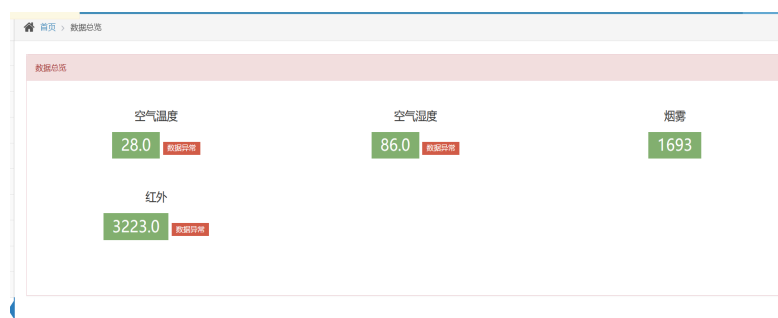 首页 > 数据总览
数据总览
空气温度 空气湿度 烟雾
28.0 数据异常 86.0 数据异常 1693
红外
3223.0 数据异常